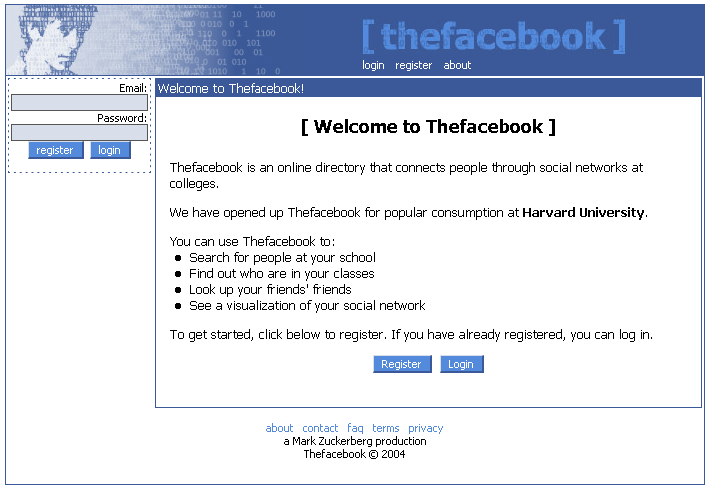 [ thefacebook ]
login register about
Email:
Password:
register login
Welcome to Thefacebook!
[ Welcome to Thefacebook ]
Thefacebook is an online directory that connects people through social networks at
colleges.
We have opened up Thefacebook for popular consumption at Harvard University.
You can use Thefacebook to:
• Search for people at your school
• Find out who are in your classes
• Look up your friends' friends
• See a visualization of your social network
To get started, click below to register. If you have already registered, you can log in.
Register Login
about contact faq terms privacy
a Mark Zuckerberg production
Thefacebook © 2004